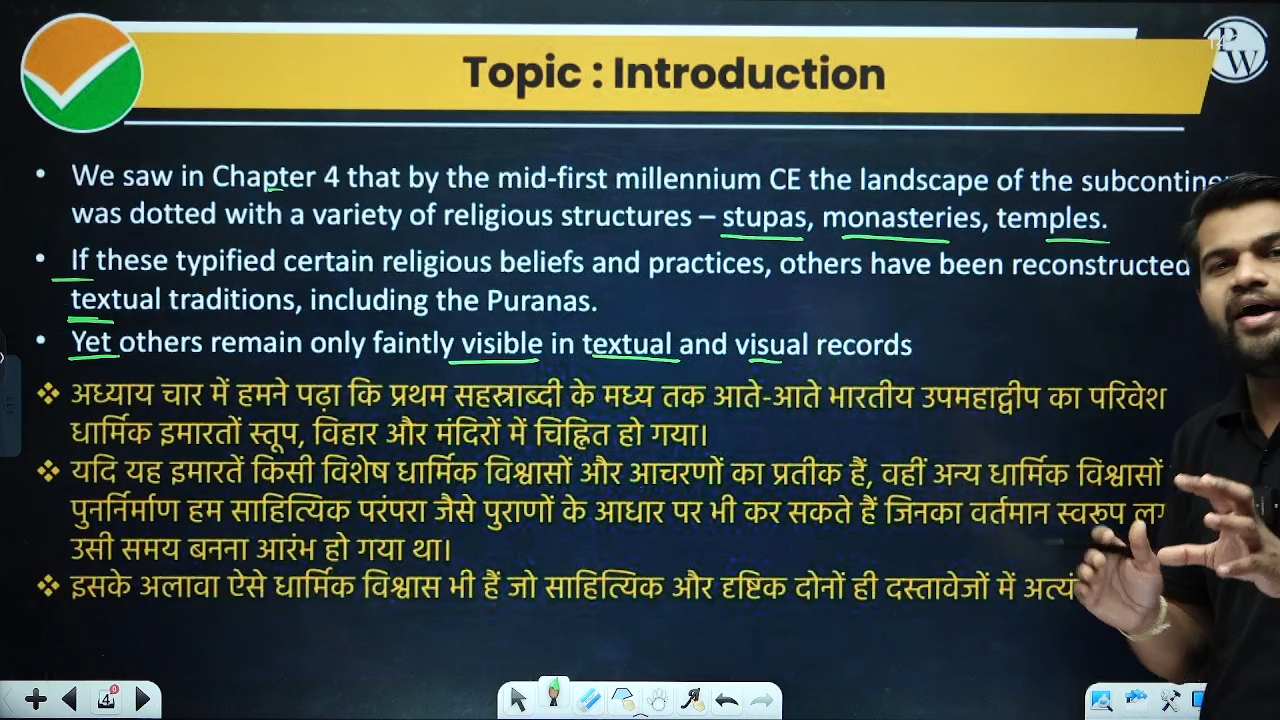 Topic : Introduction
PW
14
• We saw in Chapter 4 that by the mid-first millennium CE the landscape of the
was dotted with a variety of religious structures – stupas, monasteries, temples.
• If these typified certain religious beliefs and practices, others have been reconstructed
textual traditions, including the Puranas.
• Yet others remain only faintly visible in textual and visual records
❖ अध्याय चार में हमने पढ़ा कि प्रथम सहस्राब्दी के मध्य तक आते-आते भारतीय उपमहाद्वीप का परिवेश
धार्मिक इमारतों स्तूप, विहार और मंदिरों में चिह्नित हो गया।
❖ यदि यह इमारतें किसी विशेष धार्मिक विश्वासों और आचरणों का प्रतीक हैं, वहीं अन्य धार्मिक विश्वासों
पुनर्निर्माण हम साहित्यिक परंपरा जैसे पुराणों के आधार पर भी कर सकते हैं जिनका वर्तमान स्वरूप
उसी समय बनना आरंभ हो गया था।
❖ इसके अलावा ऐसे धार्मिक विश्वास भी हैं जो साहित्यिक और दृष्टिक दोनों ही दस्तावेजों में
4
0